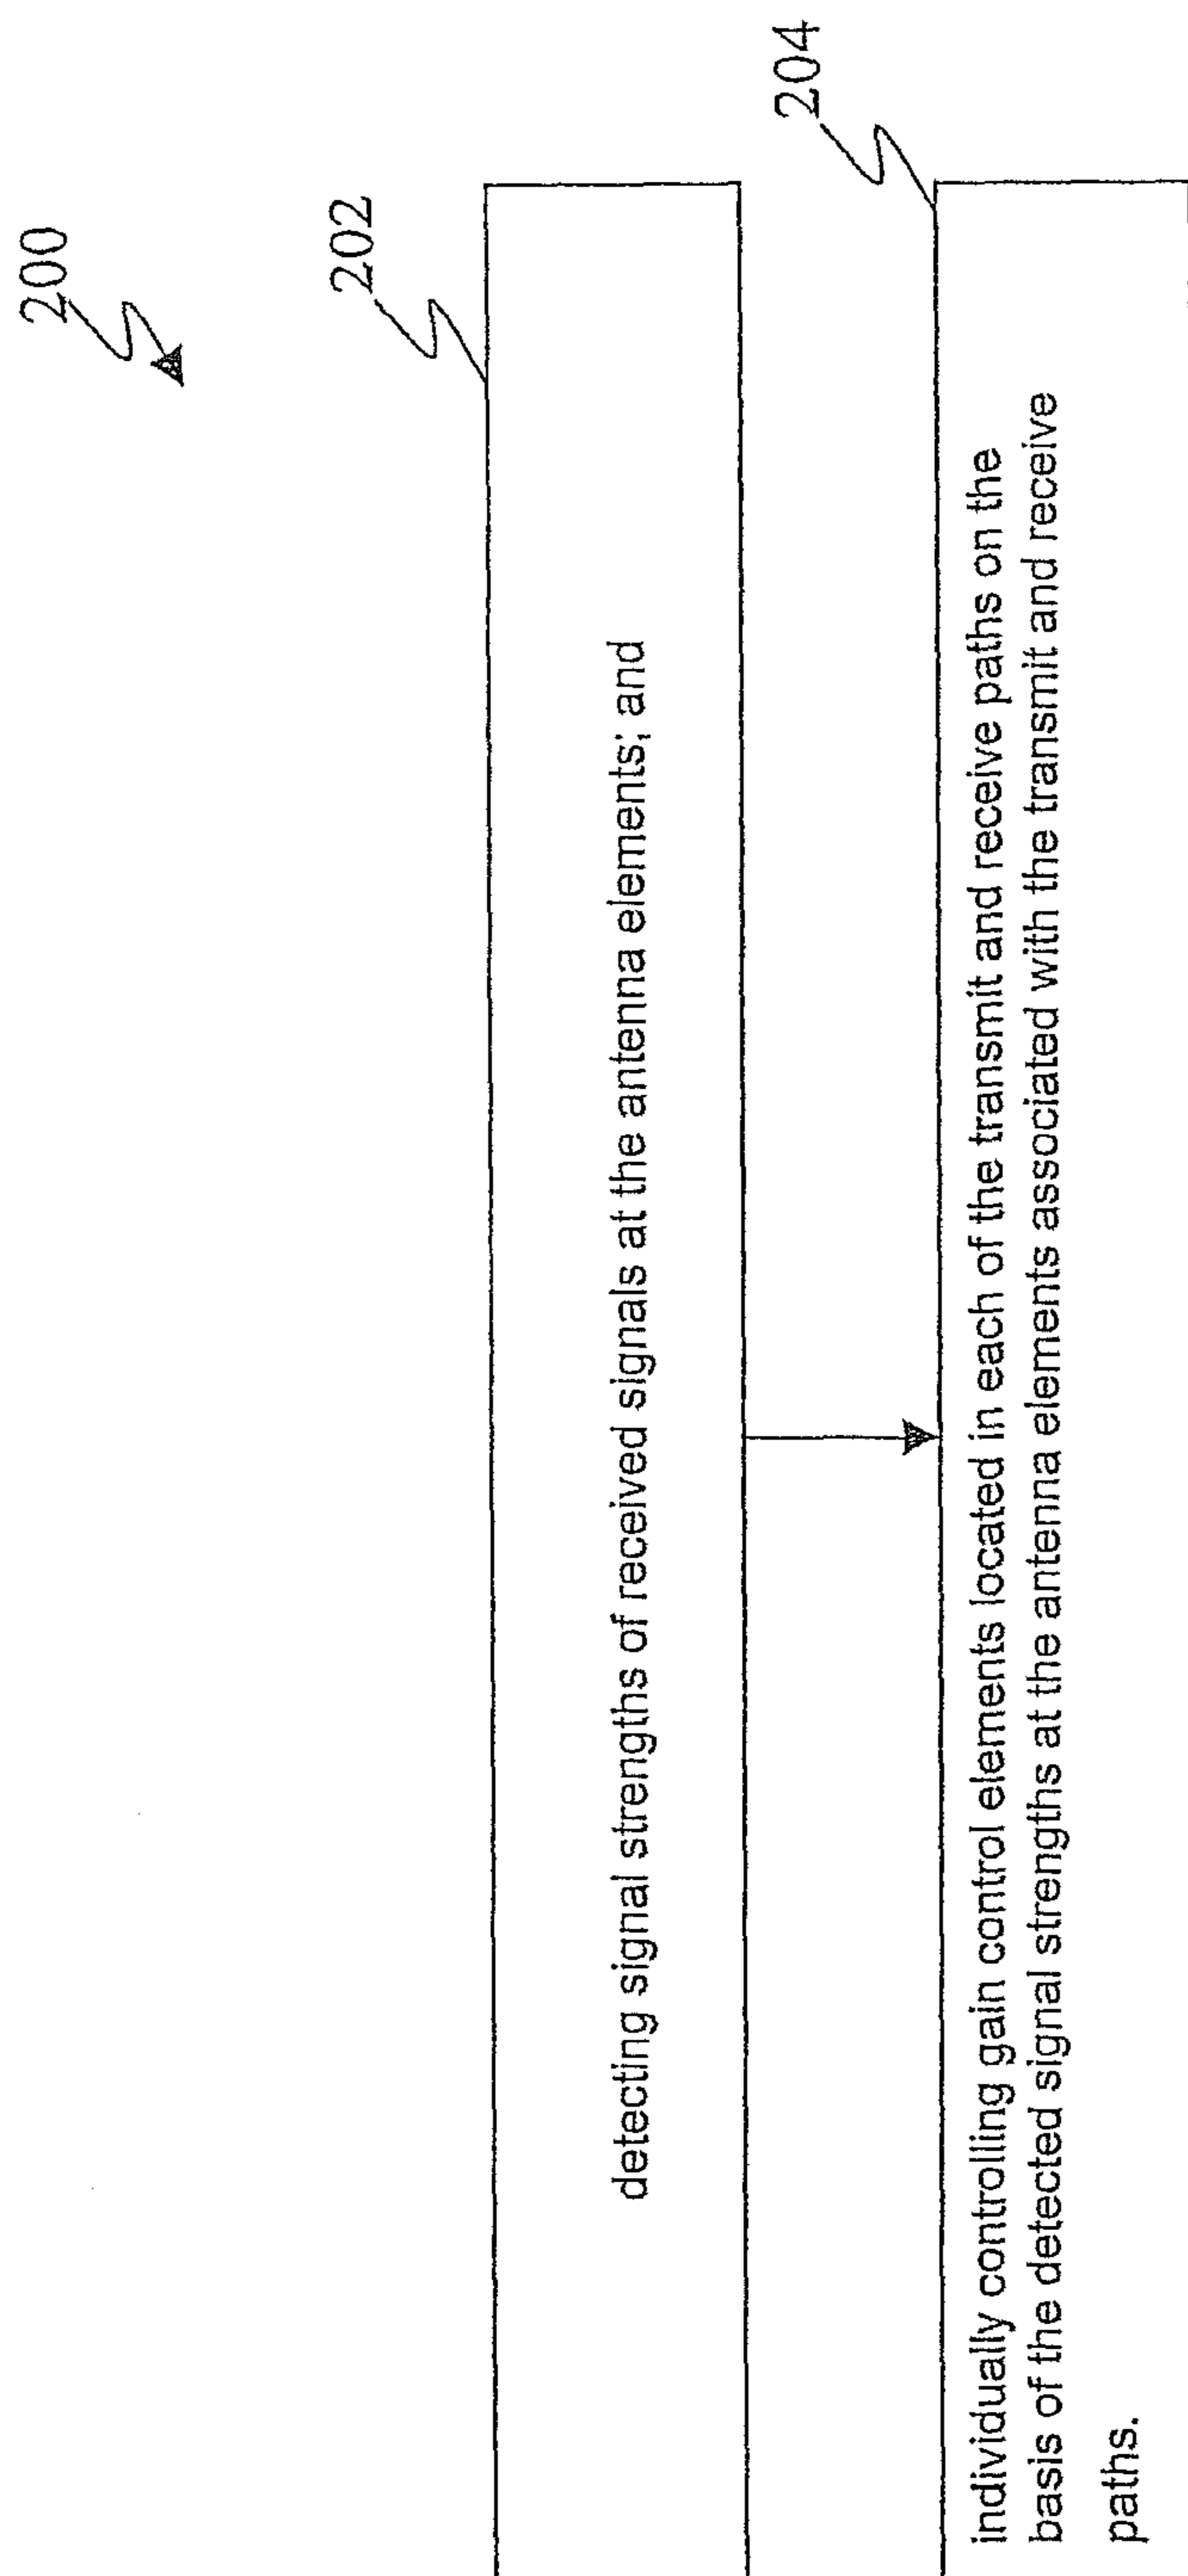 200
202
detecting signal strengths of received signals at the antenna elements; and
204
individually controlling gain control elements located in each of the transmit and receive paths on the
basis of the detected signal strengths at the antenna elements associated with the transmit and receive
paths.